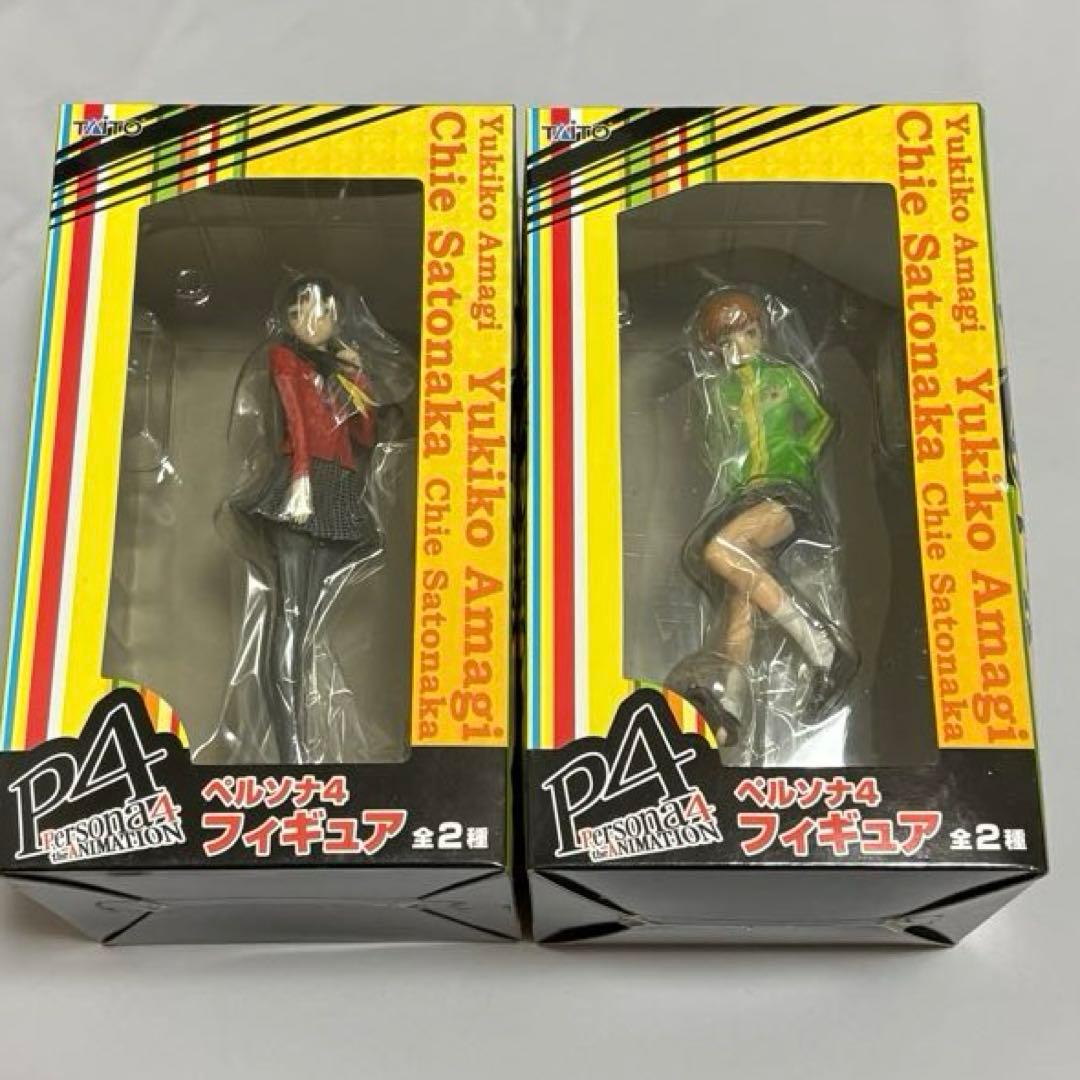 TAITO
Yukiko Amagi
Chie Satonaka
Yukiko Amagi
Chie Satonaka
P4
Persona4
the ANIMATION
ペルソナ4
フィギュア
全2種
TAITO
Yukiko Amagi
Chie Satonaka
Yukiko Amagi
Chie Satonaka
P4
Persona4
the ANIMATION
ペルソナ4
フィギュア
全2種